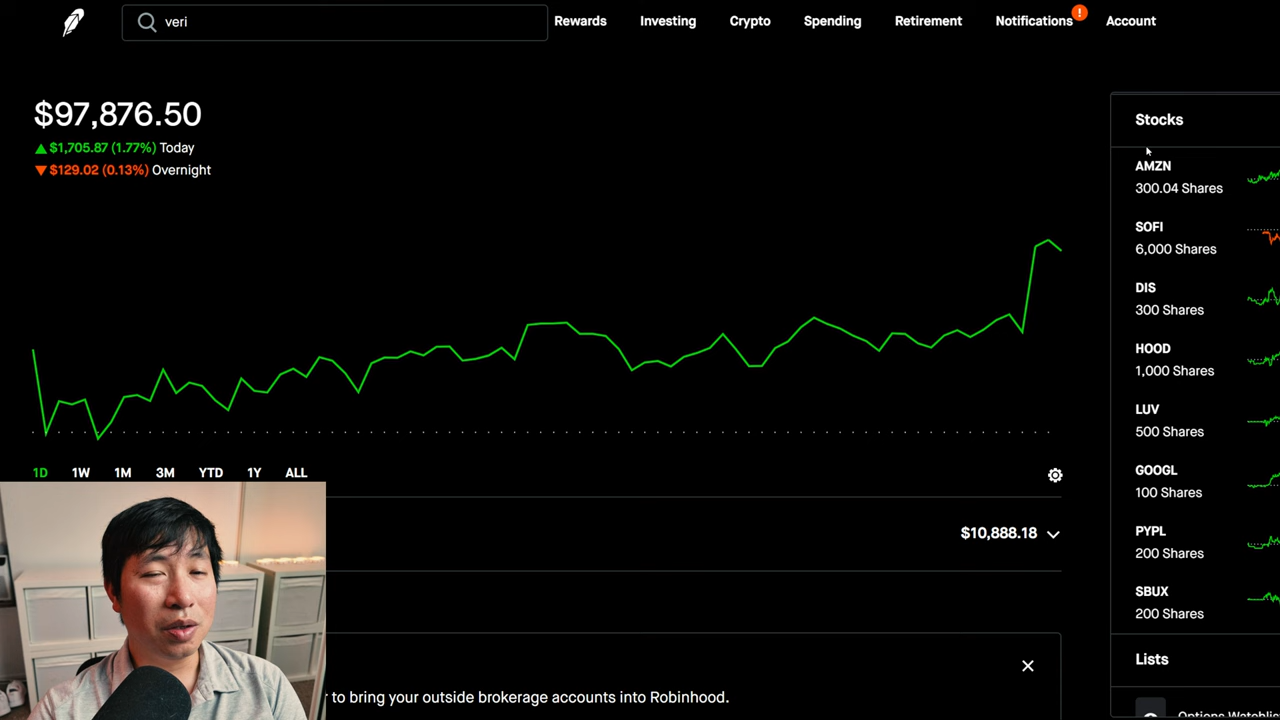 veri
Rewards
Investing
Crypto
Spending
Retirement
Notifications
!
Account
$97,876.50
$1,705.87 (1.77%) Today
$129.02 (0.13%) Overnight
1D
1W
1M
3M
YTD
1Y
ALL
$10,888.18
r to bring your outside brokerage accounts into Robinhood.
Stocks
AMZN
300.04 Shares
SOFI
6,000 Shares
DIS
300 Shares
HOOD
1,000 Shares
LUV
500 Shares
GOOGL
100 Shares
PYPL
200 Shares
SBUX
200 Shares
Lists
Options Watchlis